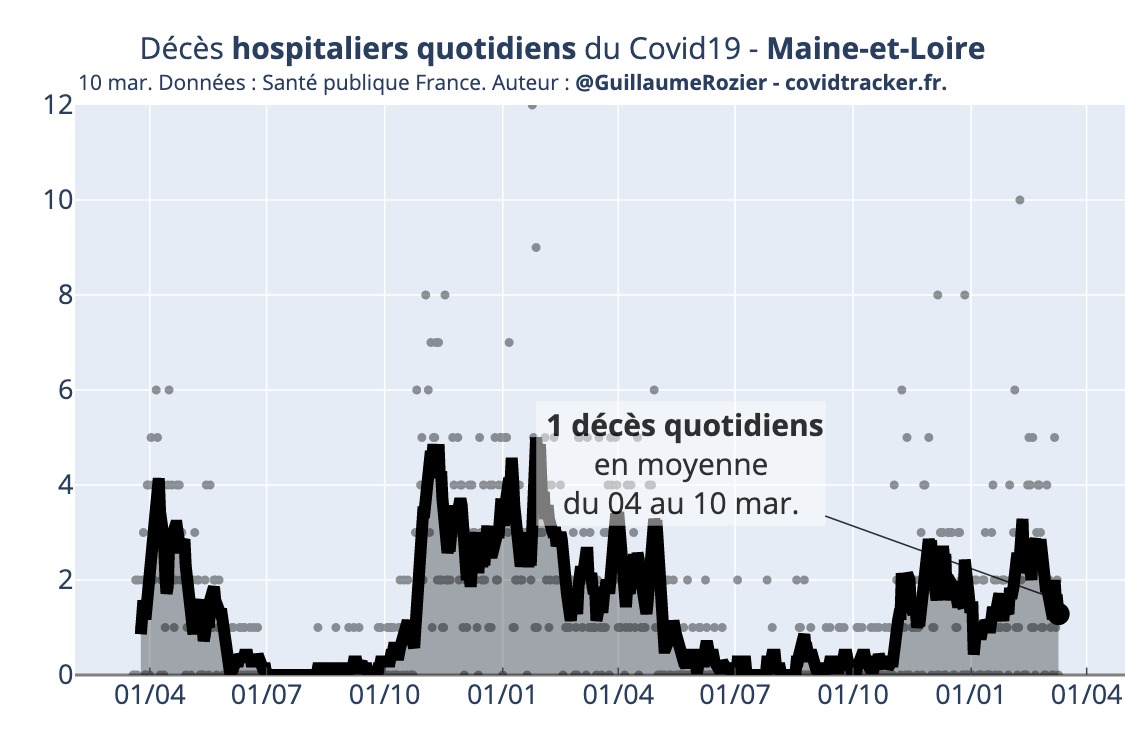 Décès hospitaliers quotidiens du Covid19 - Maine-et-Loire
10 mar. Données : Santé publique France. Auteur : @GuillaumeRozier - covidtracker.fr.
12
10
8
6
4
2
0
1 décès quotidiens
en moyenne
du 04 au 10 mar.
01/04 01/07 01/10 01/01 01/04 01/07 01/10 01/01 01/04